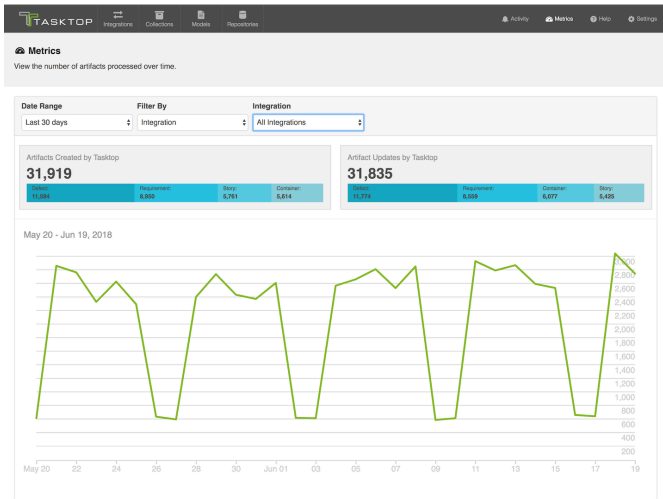 TASKTOP
Integrations Collections Models Repositories Activity Metrics Help Settings
Metrics
View the number of artifacts processed over time.
Date Range Filter By Integration
Last 30 days Integration All Integrations
Artifacts Created by Tasktop
31,919
Defect: Requirement: Story: Container:
11,594 8,950 5,761 5,614
Artifact Updates by Tasktop
31,835
Defect: Requirement: Container: Story:
11,774 8,559 6,077 5,425
May 20 - Jun 19, 2018
3,000
2,800
2,600
2,400
2,200
2,000
1,800
1,600
1,400
1,200
1,000
800
600
400
200
May 20 22 24 26 28 30 Jun 01 03 05 07 09 11 13 15 17 19